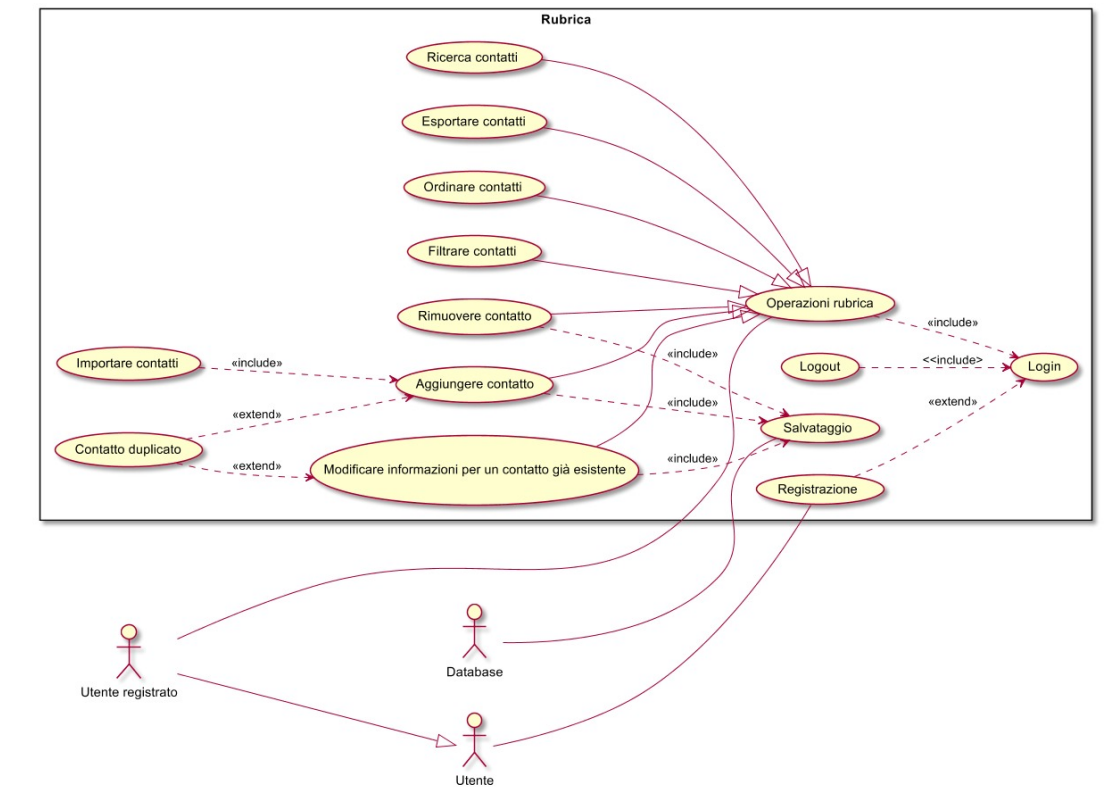 Rubrica
Ricerca contatti
Esportare contatti
Ordinare contatti
Filtrare contatti
Operazioni rubrica
Rimuovere contatto
«include»
«include»
<<include>
Importare contatti
«include»
Logout
Login
Aggiungere contatto
«extend»
«include»
«extend»
Salvataggio
Contatto duplicato
«extend»
Modificare informazioni per un contatto già esistente
«include»
Registrazione
Database
Utente registrato
Utente